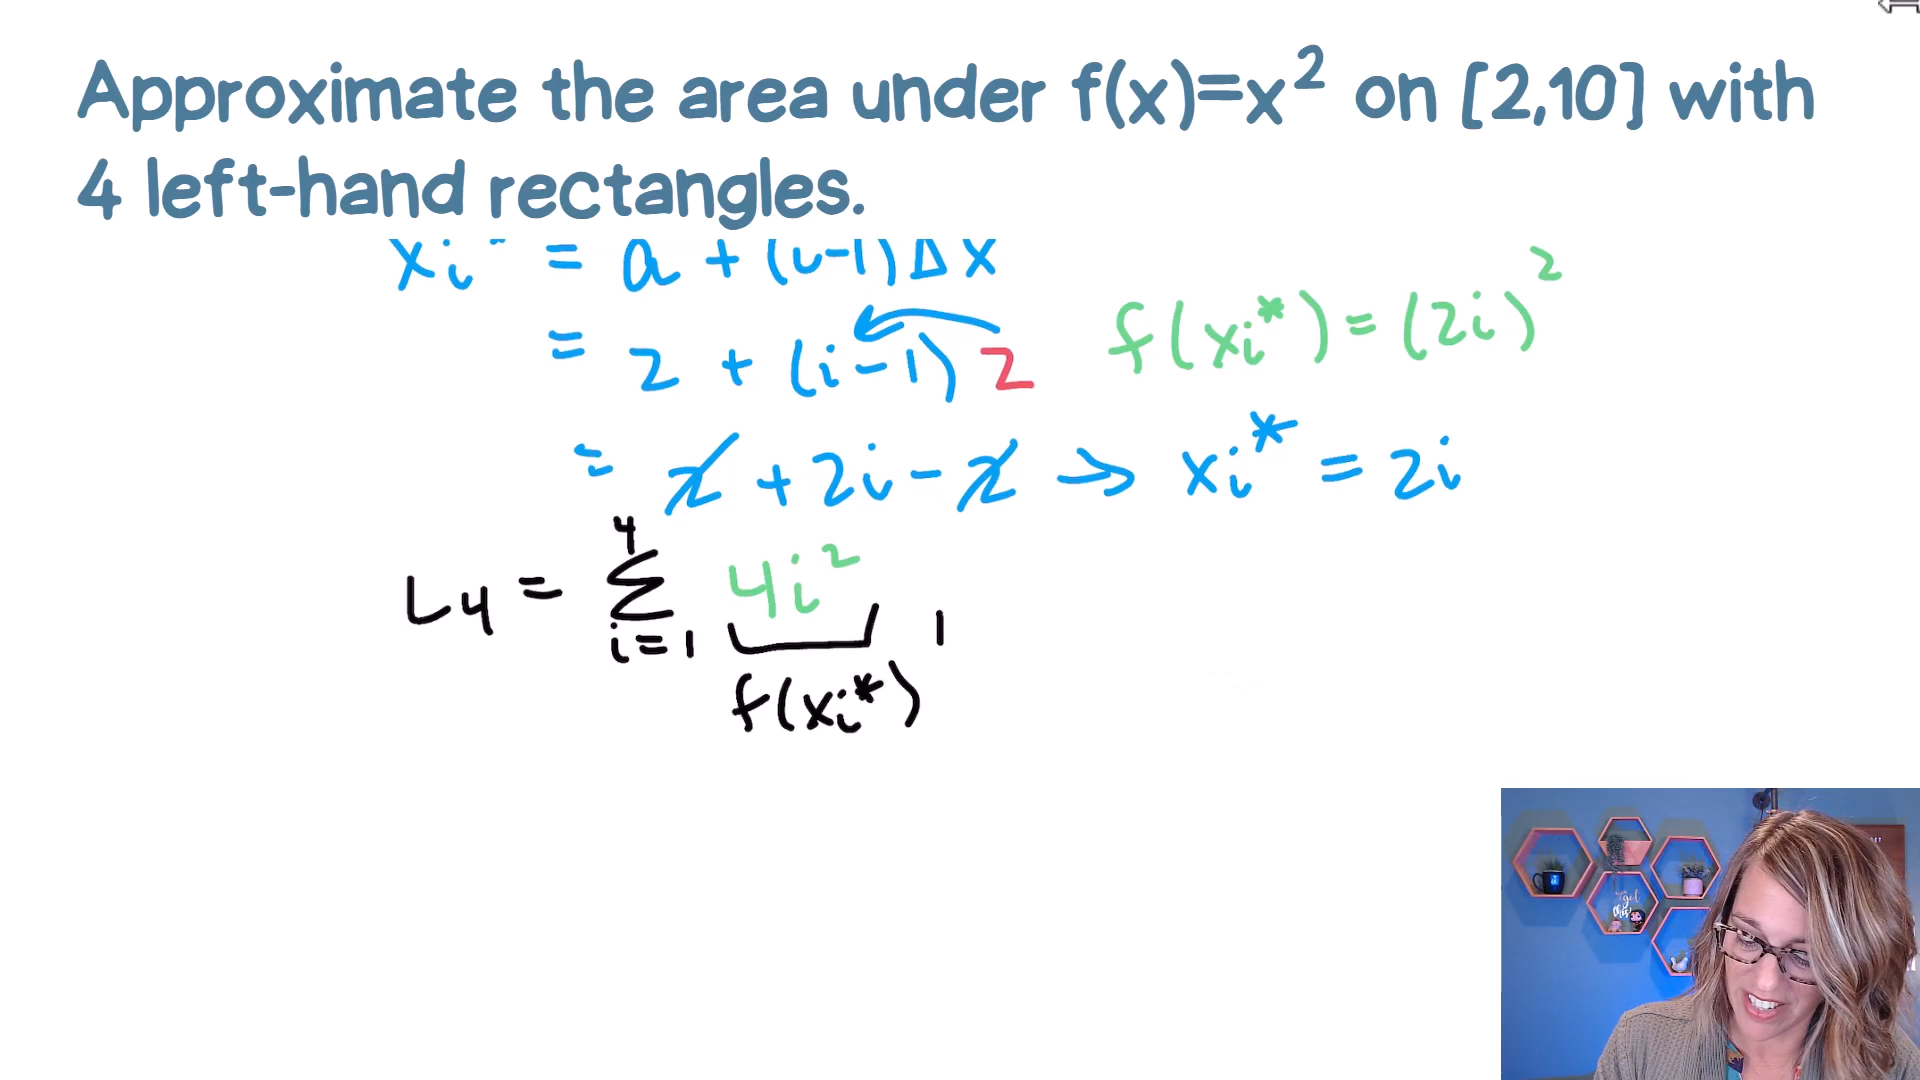 Approximate the area under f(x)=x² on [2,10] with
4 left-hand rectangles.
xi* = a + (i-1)Δx
= 2 + (i-1) 2
f(xi*) = (2i)²
= 2 + 2i - 2 → xi* = 2i
L4 = 4 Σ i=1 4i²
f(xi*)